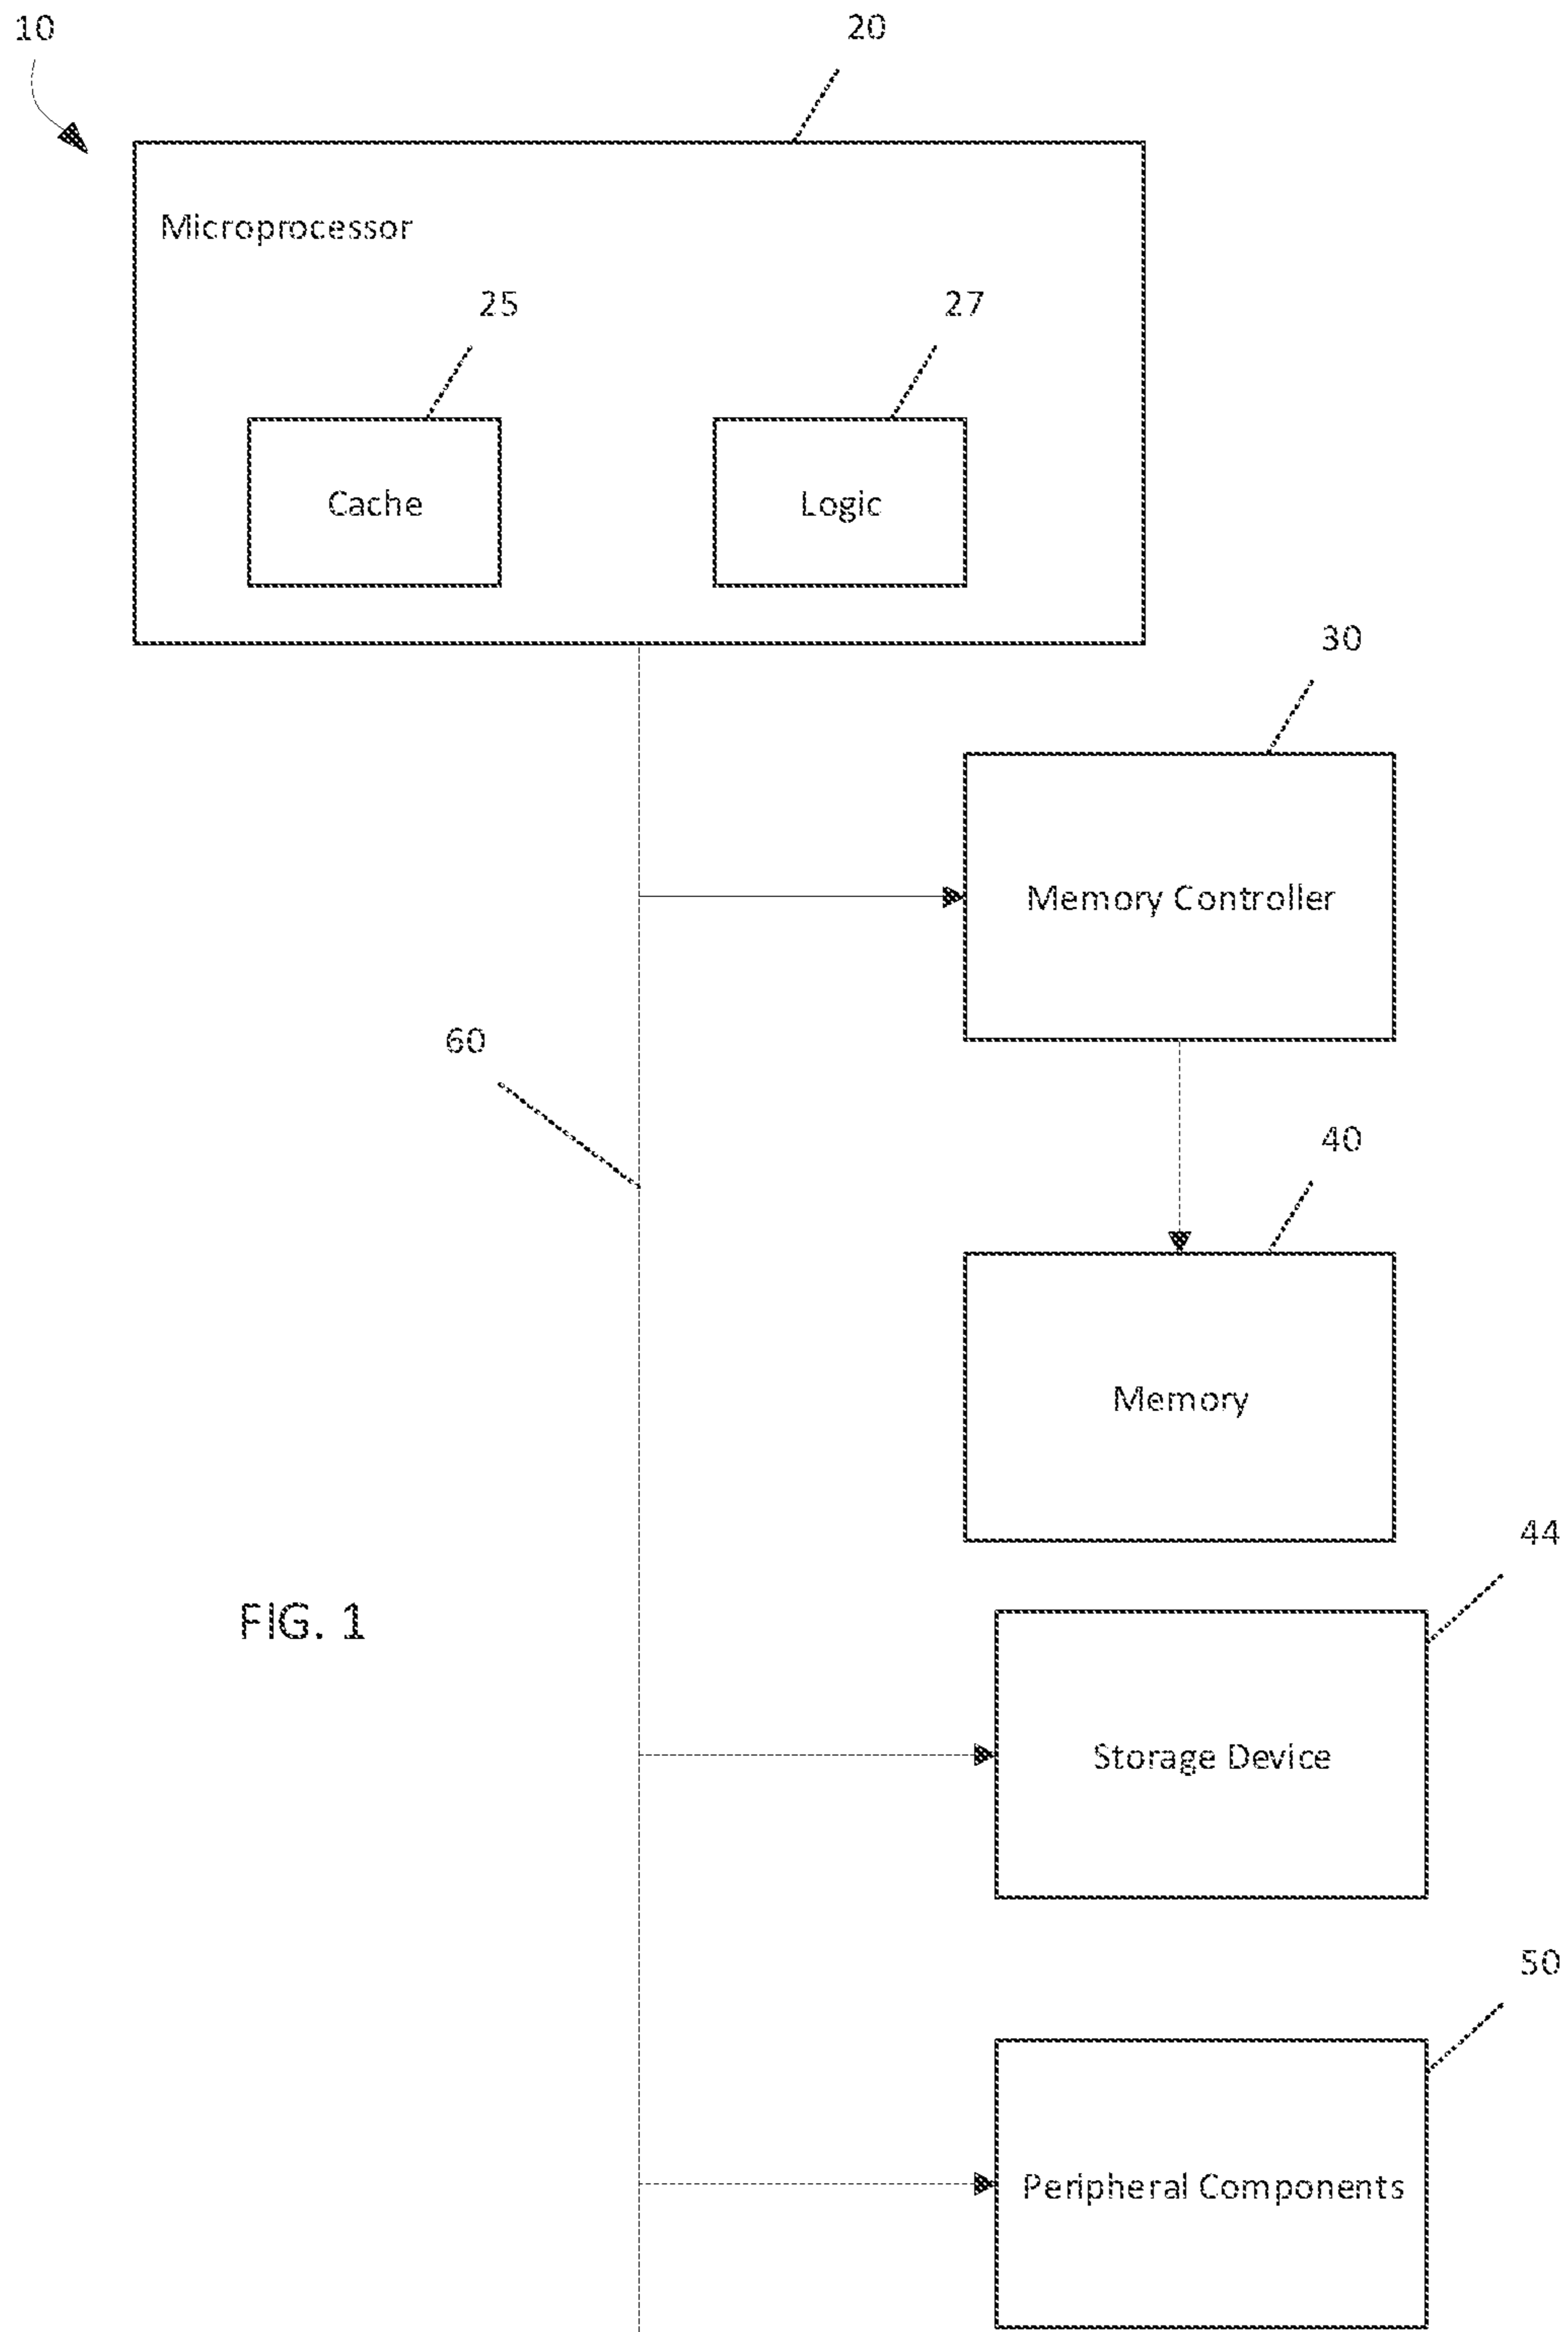 10
20
Microprocessor
25
27
Cache
Logic
30
Memory Controller
60
40
Memory
44
FIG. 1
Storage Device
50
Peripheral Components